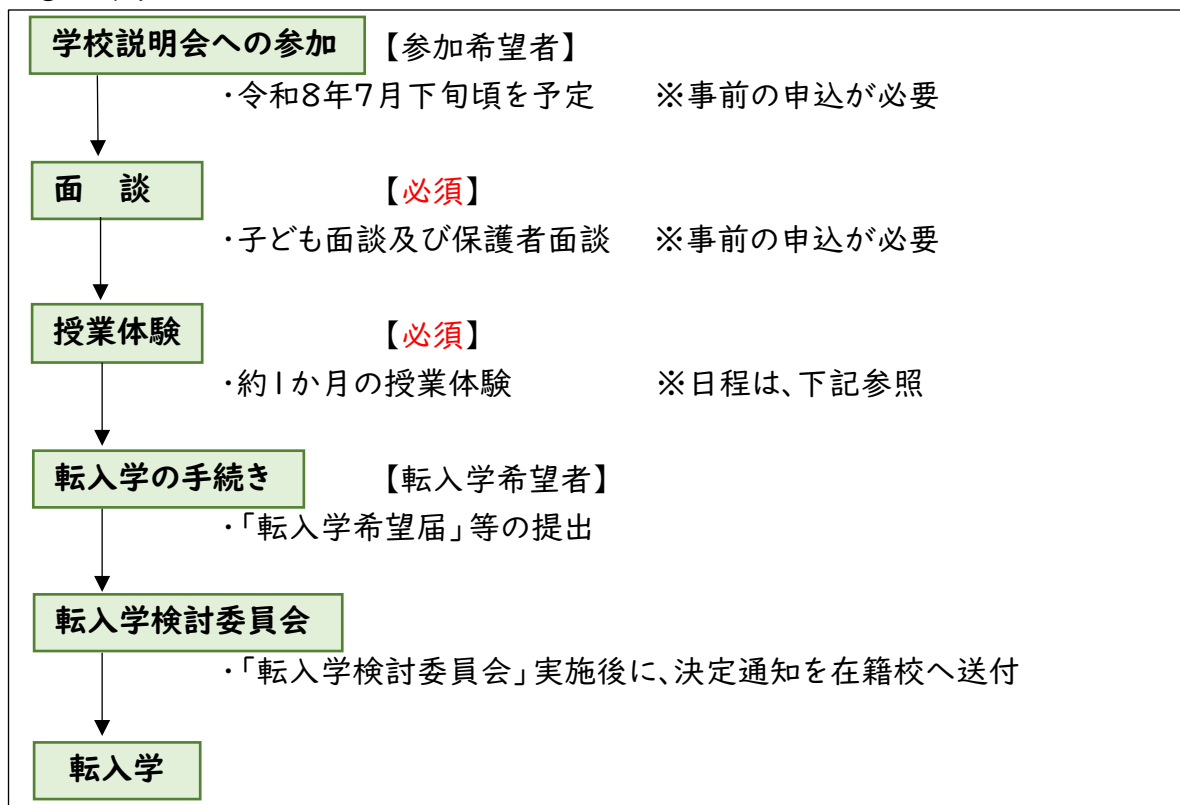 学校説明会への参加 【参加希望者】
・令和8年7月下旬頃を予定 ※事前の申込が必要
面 談 【必須】
・子ども面談及び保護者面談 ※事前の申込が必要
授業体験 【必須】
・約1か月の授業体験 ※日程は、下記参照
転入学の手続き 【転入学希望者】
・「転入学希望届」等の提出
転入学検討委員会
・「転入学検討委員会」実施後に、決定通知を在籍校へ送付
転入学